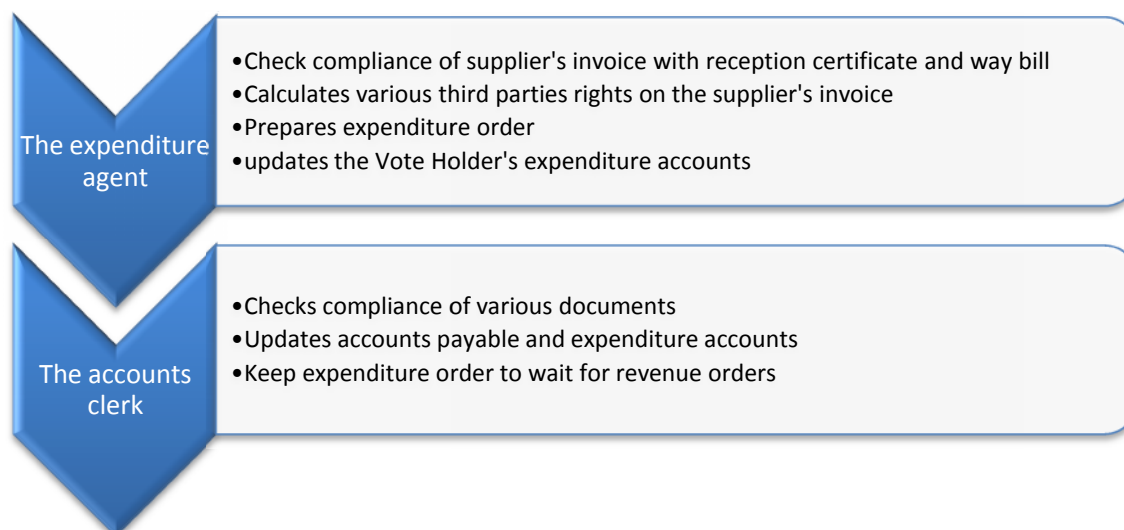 The expenditure
agent
•Check compliance of supplier's invoice with reception certificate and way bill
•Calculates various third parties rights on the supplier's invoice
•Prepares expenditure order
•updates the Vote Holder's expenditure accounts
The accounts
clerk
•Checks compliance of various documents
•Updates accounts payable and expenditure accounts
•Keep expenditure order to wait for revenue orders